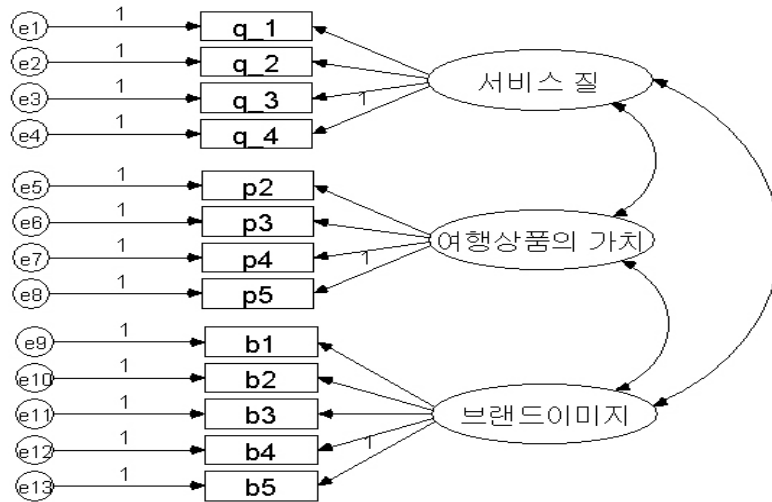 e1 1 q_1
e2 1 q_2
서비스 질
e3 1 q_3 1
e4 1 q_4
e5 1 p2
e6 1 p3
여행상품의 가치
e7 1 p4 1
e8 1 p5
e9 1 b1
e10 1 b2
e11 1 b3
브랜드이미지
e12 1 b4 1
e13 1 b5